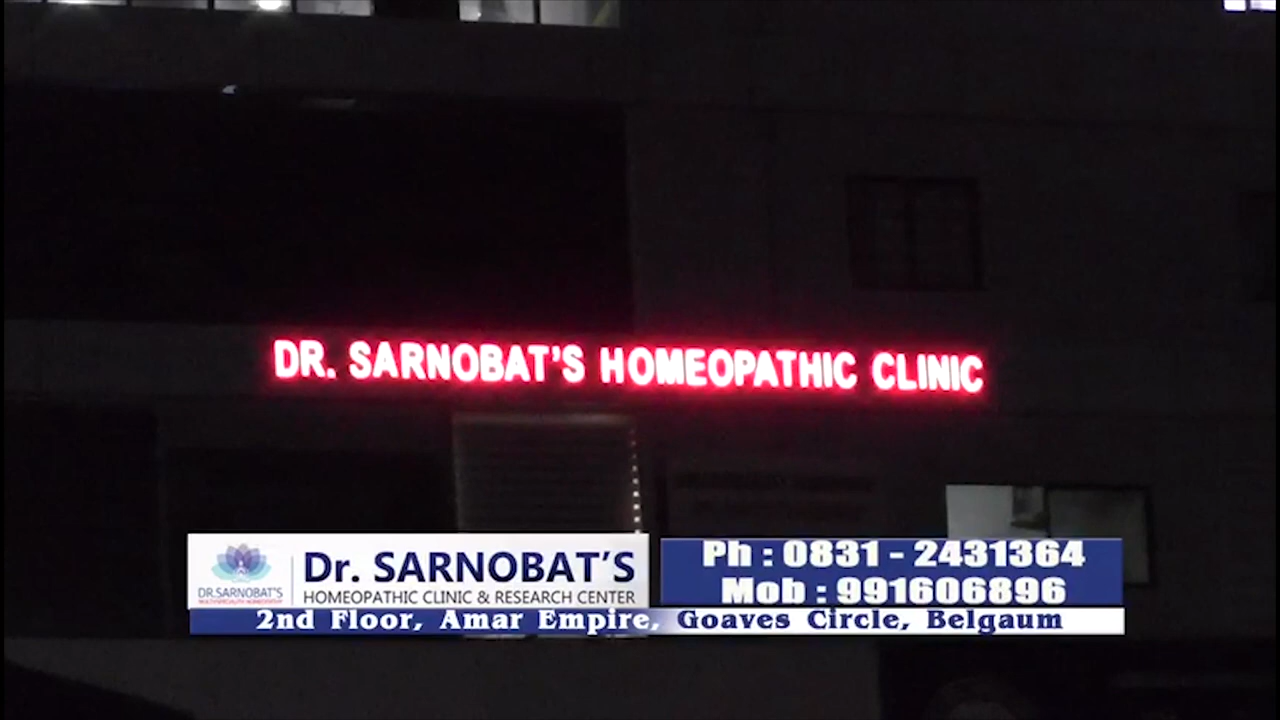 DR. SARNOBAT'S HOMEOPATHIC CLINIC
DR.SARNOBAT'S
Dr. SARNOBAT'S
HOMEOPATHIC CLINIC & RESEARCH CENTER
Ph : 0831 - 2431364
Mob : 991606896
2nd Floor, Amar Empire, Goaves Circle, Belgaum